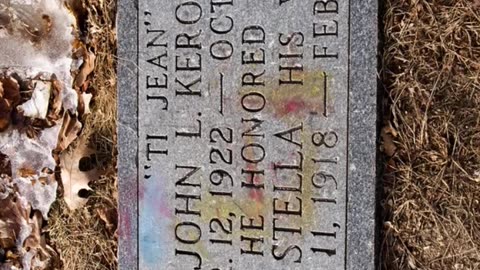 "TI JEAN"
JOHN L. KERO
. 12, 1922 — OCT
HE HONORED
STELLA HIS
11, 1918 — FEB